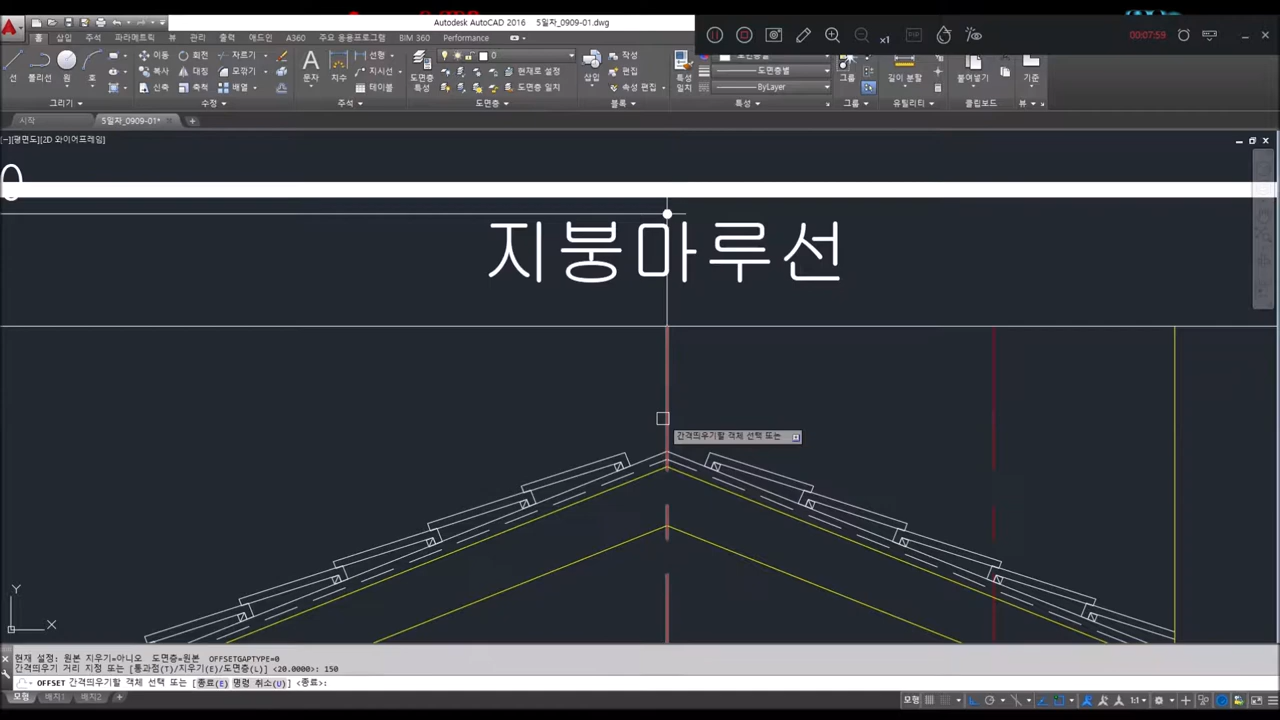 Autodesk AutoCAD 2016 5일자_0909-01.dwg
홈 삽입 주석 파라메트릭 뷰 관리 출력 애드인 A360 주요 응용프로그램 BIM 360 Performance
00:07:59
x1
PIP
이동 회전 자르기 선형 작성
선 폴리선 원 호 복사 대칭 모깎기 문자 치수 지시선 도면층 특성 현재로 설정 삽입 편집 특성 일치 도면층별 그룹 길이 분할 붙여넣기 기준
신축 축척 배열 테이블 도면층 일치 속성 편집 ByLayer
그리기 수정 주석 도면층 블록 특성 그룹 유틸리티 클립보드 뷰
시작 5일자_0909-01*
[-][평면도][2D 와이어프레임]
0
지붕마루선
간격띄우기할 객체 선택 또는
Y
X
현재 설정: 원본 지우기=아니오 도면층=원본 OFFSETGAPTYPE=0
간격띄우기 거리 지정 또는 [통과점(T)/지우기(E)/도면층(L)] <20.0000>: 150
OFFSET 간격띄우기할 객체 선택 또는 [종료(E) 명령 취소(U)] <종료>:
모형 배치1 배치2 +
모형 1:1